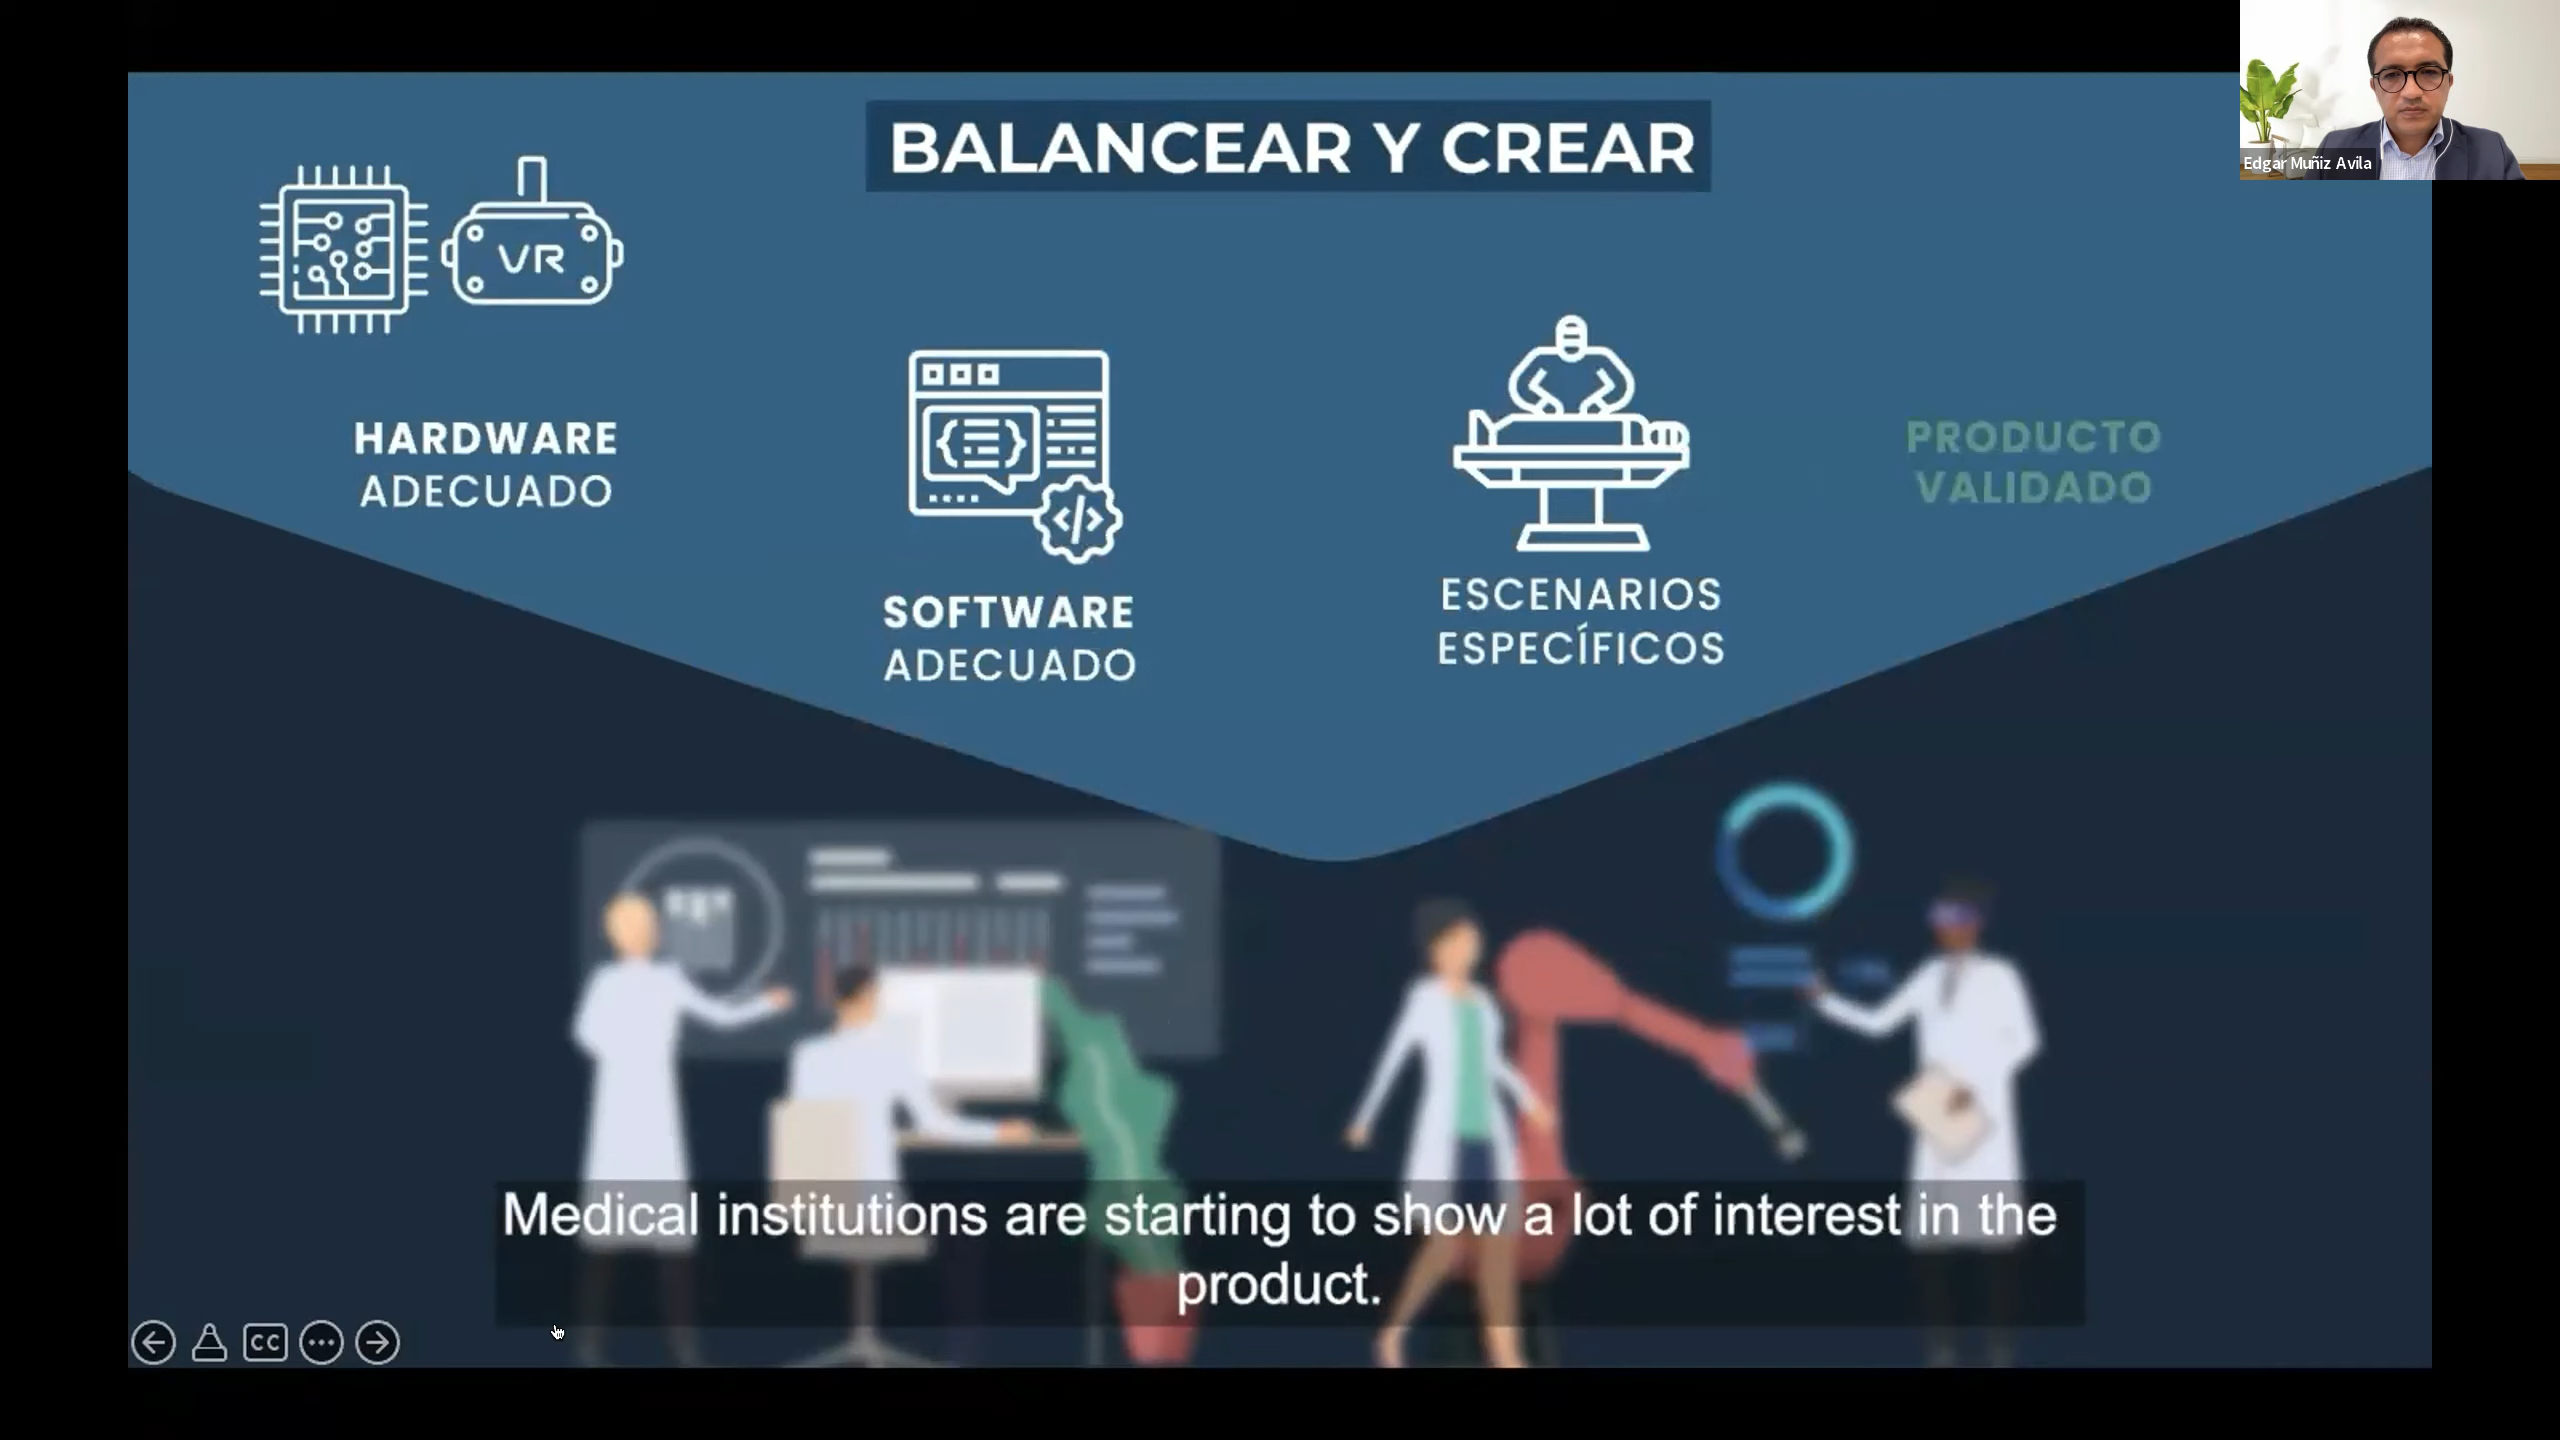 BALANCEAR Y CREAR
Edgar Muñiz Avila
VR
HARDWARE
ADECUADO
SOFTWARE
ADECUADO
ESCENARIOS
ESPECÍFICOS
PRODUCTO
VALIDADO
Medical institutions are starting to show a lot of interest in the
product.
CC